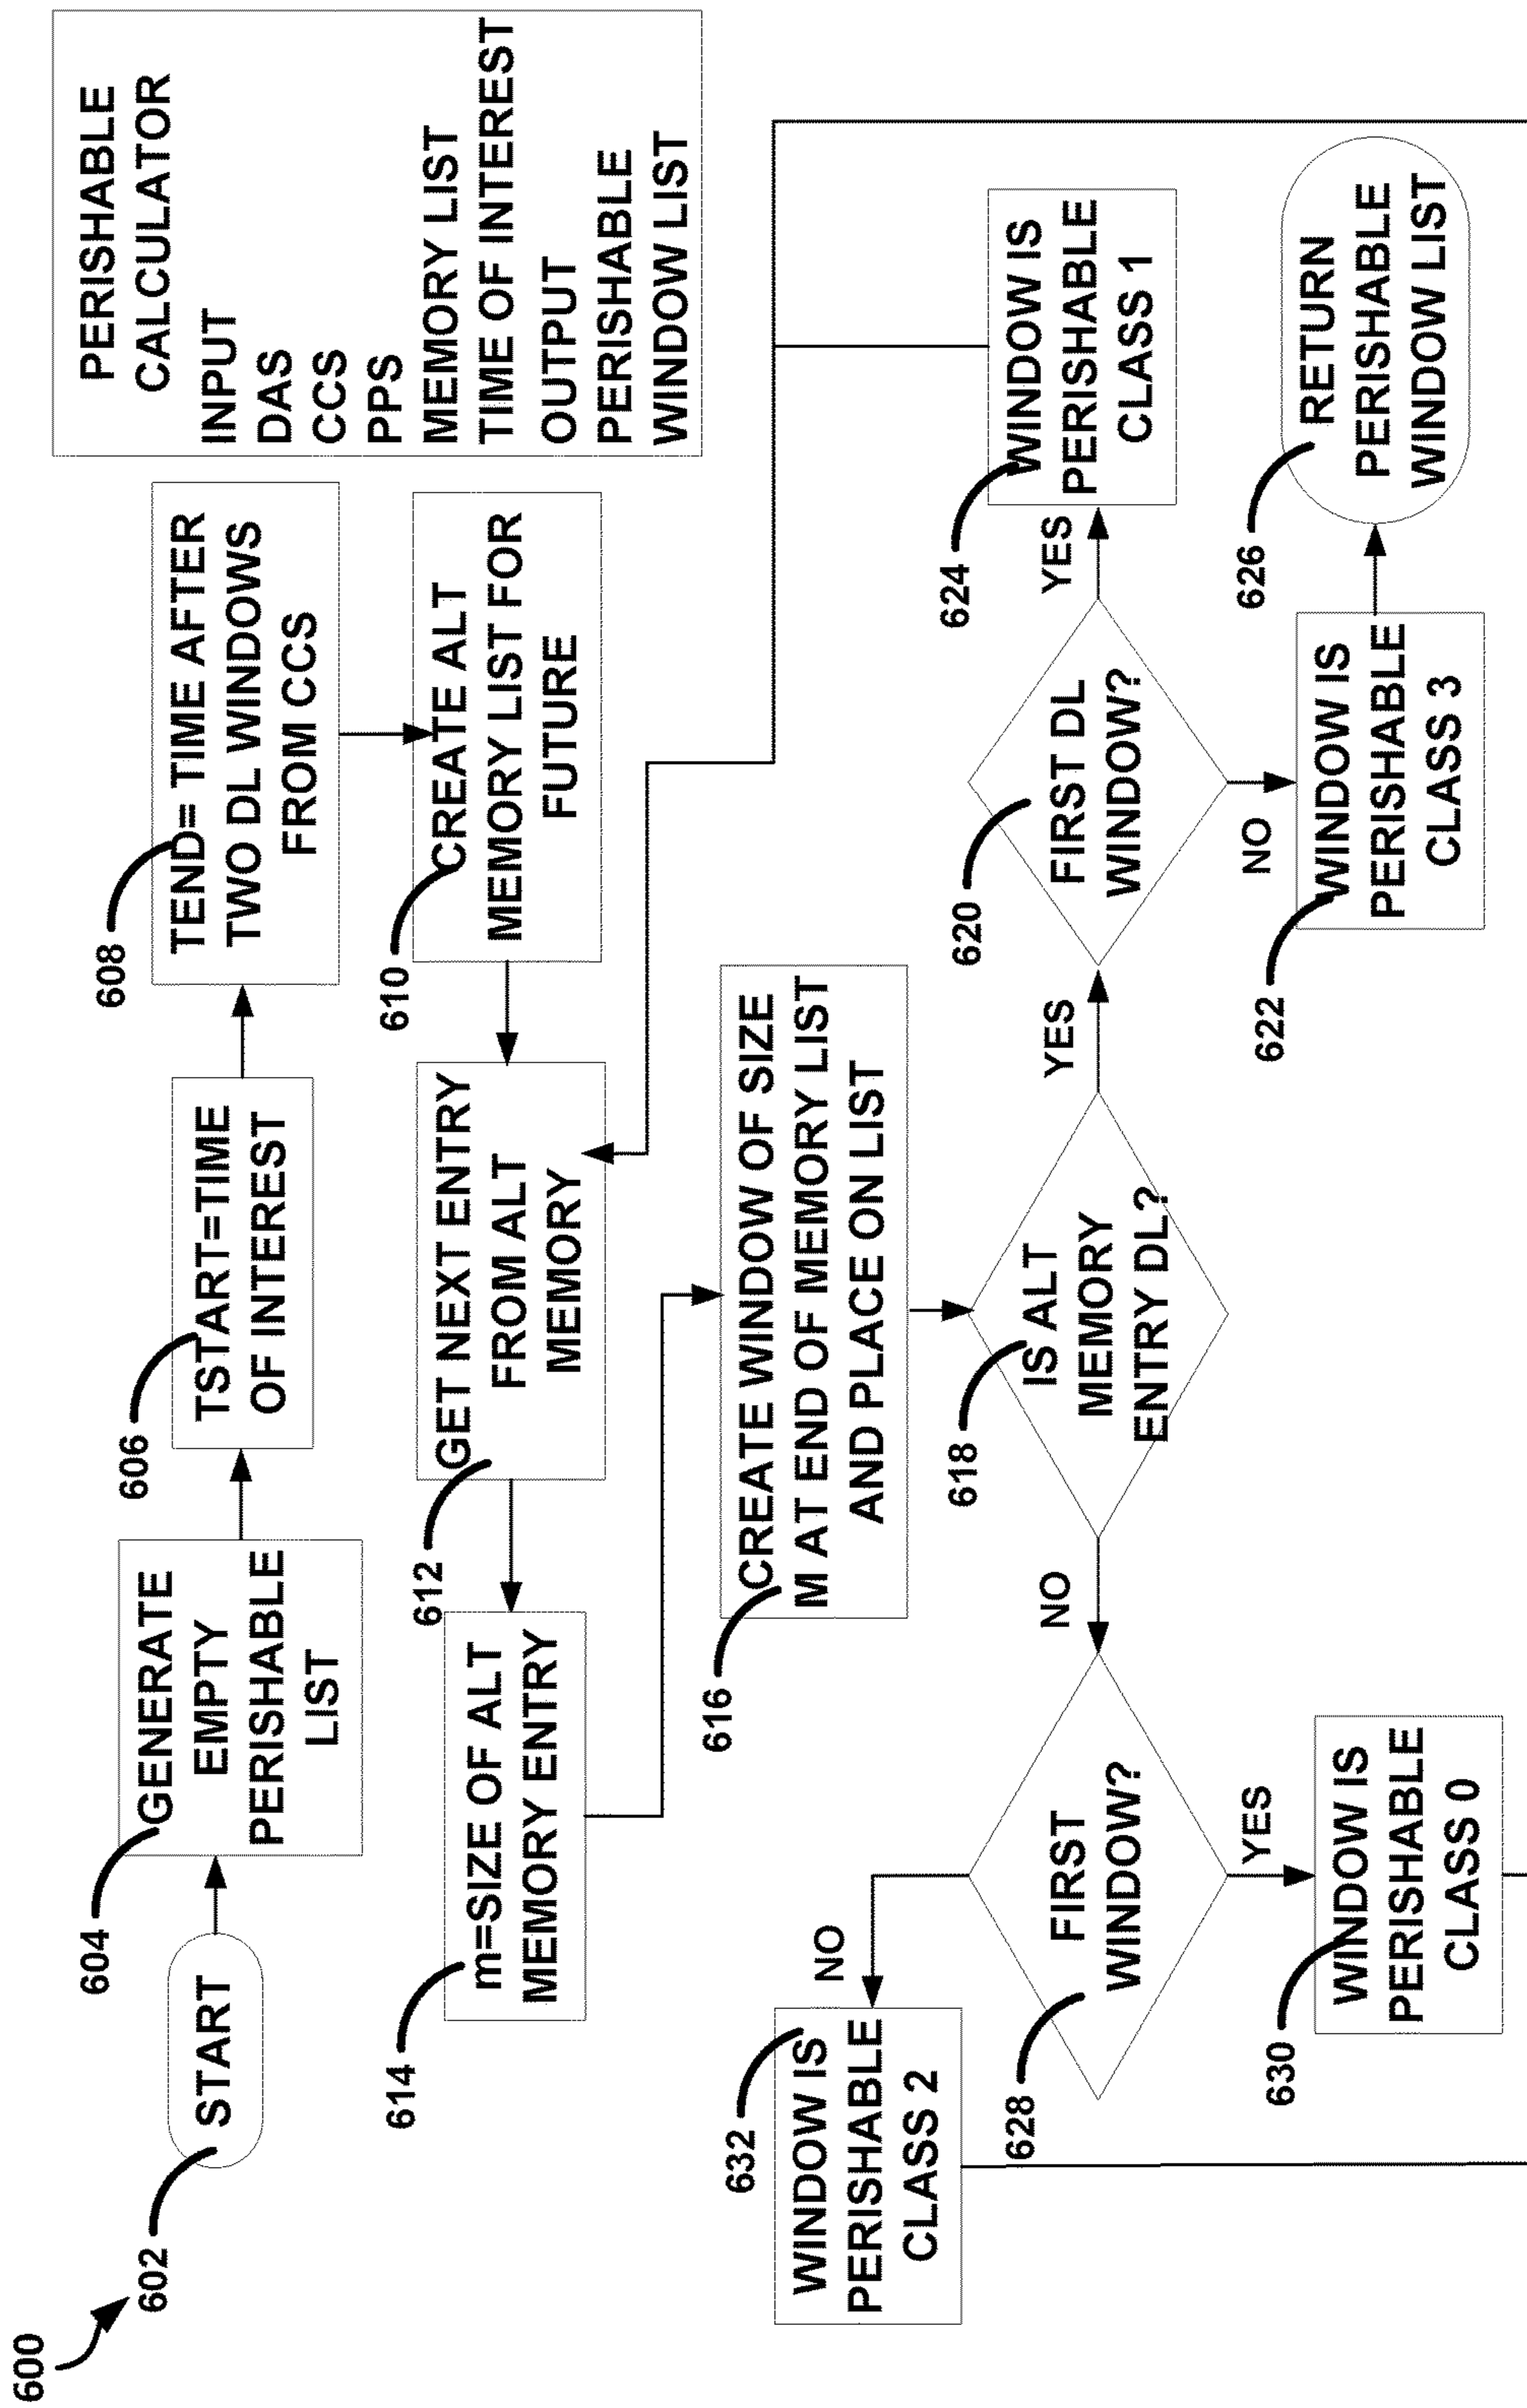 600
602
START
604
GENERATE
EMPTY
PERISHABLE
LIST
606
TSTART=TIME
OF INTEREST
608
TEND= TIME AFTER
TWO DL WINDOWS
FROM CCS
PERISHABLE
CALCULATOR
INPUT
DAS
CCS
PPS
MEMORY LIST
TIME OF INTEREST
OUTPUT
PERISHABLE
WINDOW LIST
610
CREATE ALT
MEMORY LIST FOR
FUTURE
612
GET NEXT ENTRY
FROM ALT
MEMORY
614
m=SIZE OF ALT
MEMORY ENTRY
616
CREATE WINDOW OF SIZE
M AT END OF MEMORY LIST
AND PLACE ON LIST
618
IS ALT
MEMORY
ENTRY DL?
YES
NO
620
FIRST DL
WINDOW?
YES
NO
624
WINDOW IS
PERISHABLE
CLASS 1
622
WINDOW IS
PERISHABLE
CLASS 3
626
RETURN
PERISHABLE
WINDOW LIST
628
FIRST
WINDOW?
NO
YES
632
WINDOW IS
PERISHABLE
CLASS 2
630
WINDOW IS
PERISHABLE
CLASS 0